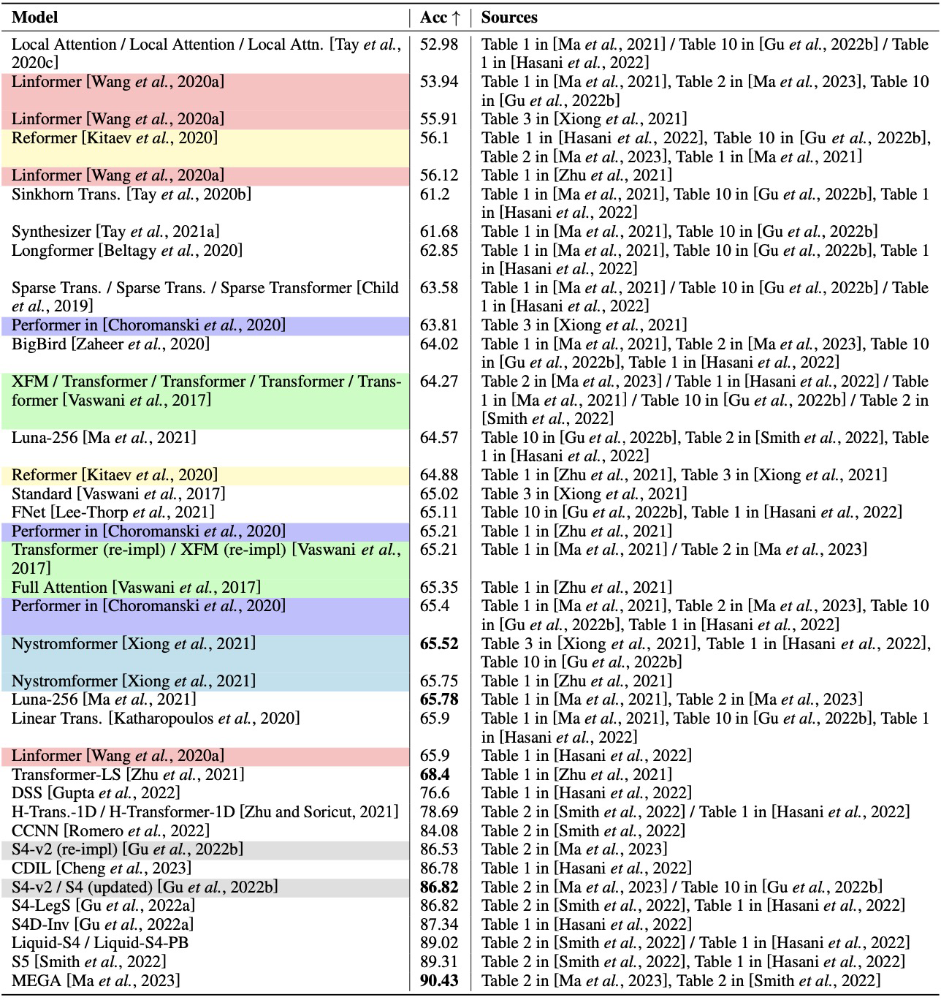 Model Acc ↑ Sources
Local Attention / Local Attention / Local Attn. [Tay et al., 52.98 Table 1 in [Ma et al., 2021] / Table 10 in [Gu et al., 2022b] / Table
2020c] 1 in [Hasani et al., 2022]
Linformer [Wang et al., 2020a] 53.94 Table 1 in [Ma et al., 2021], Table 2 in [Ma et al., 2023], Table 10
in [Gu et al., 2022b]
Linformer [Wang et al., 2020a] 55.91 Table 3 in [Xiong et al., 2021]
Reformer [Kitaev et al., 2020] 56.1 Table 1 in [Hasani et al., 2022], Table 10 in [Gu et al., 2022b],
Table 2 in [Ma et al., 2023], Table 1 in [Ma et al., 2021]
Linformer [Wang et al., 2020a] 56.12 Table 1 in [Zhu et al., 2021]
Sinkhorn Trans. [Tay et al., 2020b] 61.2 Table 1 in [Ma et al., 2021], Table 10 in [Gu et al., 2022b], Table 1
in [Hasani et al., 2022]
Synthesizer [Tay et al., 2021a] 61.68 Table 1 in [Ma et al., 2021], Table 10 in [Gu et al., 2022b]
Longformer [Beltagy et al., 2020] 62.85 Table 1 in [Ma et al., 2021], Table 10 in [Gu et al., 2022b], Table 1
in [Hasani et al., 2022]
Sparse Trans. / Sparse Trans. / Sparse Transformer [Child 63.58 Table 1 in [Ma et al., 2021] / Table 10 in [Gu et al., 2022b] / Table
et al., 2019] 1 in [Hasani et al., 2022]
Performer in [Choromanski et al., 2020] 63.81 Table 3 in [Xiong et al., 2021]
BigBird [Zaheer et al., 2020] 64.02 Table 1 in [Ma et al., 2021], Table 2 in [Ma et al., 2023], Table 10
in [Gu et al., 2022b], Table 1 in [Hasani et al., 2022]
XFM / Transformer / Transformer / Transformer / Trans- 64.27 Table 2 in [Ma et al., 2023] / Table 1 in [Hasani et al., 2022] / Table
former [Vaswani et al., 2017] 1 in [Ma et al., 2021] / Table 10 in [Gu et al., 2022b] / Table 2 in
[Smith et al., 2022]
Luna-256 [Ma et al., 2021] 64.57 Table 10 in [Gu et al., 2022b], Table 2 in [Smith et al., 2022], Table
1 in [Hasani et al., 2022]
Reformer [Kitaev et al., 2020] 64.88 Table 1 in [Zhu et al., 2021], Table 3 in [Xiong et al., 2021]
Standard [Vaswani et al., 2017] 65.02 Table 3 in [Xiong et al., 2021]
FNet [Lee-Thorp et al., 2021] 65.11 Table 10 in [Gu et al., 2022b], Table 1 in [Hasani et al., 2022]
Performer in [Choromanski et al., 2020] 65.21 Table 1 in [Zhu et al., 2021]
Transformer (re-impl) / XFM (re-impl) [Vaswani et al., 65.21 Table 1 in [Ma et al., 2021] / Table 2 in [Ma et al., 2023]
2017]
Full Attention [Vaswani et al., 2017] 65.35 Table 1 in [Zhu et al., 2021]
Performer in [Choromanski et al., 2020] 65.4 Table 1 in [Ma et al., 2021], Table 2 in [Ma et al., 2023], Table 10
in [Gu et al., 2022b], Table 1 in [Hasani et al., 2022]
Nystromformer [Xiong et al., 2021] 65.52 Table 3 in [Xiong et al., 2021], Table 1 in [Hasani et al., 2022],
Table 10 in [Gu et al., 2022b]
Nystromformer [Xiong et al., 2021] 65.75 Table 1 in [Zhu et al., 2021]
Luna-256 [Ma et al., 2021] 65.78 Table 1 in [Ma et al., 2021], Table 2 in [Ma et al., 2023]
Linear Trans. [Katharopoulos et al., 2020] 65.9 Table 1 in [Ma et al., 2021], Table 10 in [Gu et al., 2022b], Table 1
in [Hasani et al., 2022]
Linformer [Wang et al., 2020a] 65.9 Table 1 in [Hasani et al., 2022]
Transformer-LS [Zhu et al., 2021] 68.4 Table 1 in [Zhu et al., 2021]
DSS [Gupta et al., 2022] 76.6 Table 1 in [Hasani et al., 2022]
H-Trans.-1D / H-Transformer-1D [Zhu and Soricut, 2021] 78.69 Table 2 in [Smith et al., 2022] / Table 1 in [Hasani et al., 2022]
CCNN [Romero et al., 2022] 84.08 Table 2 in [Smith et al., 2022]
S4-v2 (re-impl) [Gu et al., 2022b] 86.53 Table 2 in [Ma et al., 2023]
CDIL [Cheng et al., 2023] 86.78 Table 1 in [Hasani et al., 2022]
S4-v2 / S4 (updated) [Gu et al., 2022b] 86.82 Table 2 in [Ma et al., 2023] / Table 10 in [Gu et al., 2022b]
S4-LegS [Gu et al., 2022a] 86.82 Table 2 in [Smith et al., 2022], Table 1 in [Hasani et al., 2022]
S4D-Inv [Gu et al., 2022a] 87.34 Table 1 in [Hasani et al., 2022]
Liquid-S4 / Liquid-S4-PB 89.02 Table 2 in [Smith et al., 2022] / Table 1 in [Hasani et al., 2022]
S5 [Smith et al., 2022] 89.31 Table 2 in [Smith et al., 2022], Table 1 in [Hasani et al., 2022]
MEGA [Ma et al., 2023] 90.43 Table 2 in [Ma et al., 2023], Table 2 in [Smith et al., 2022]